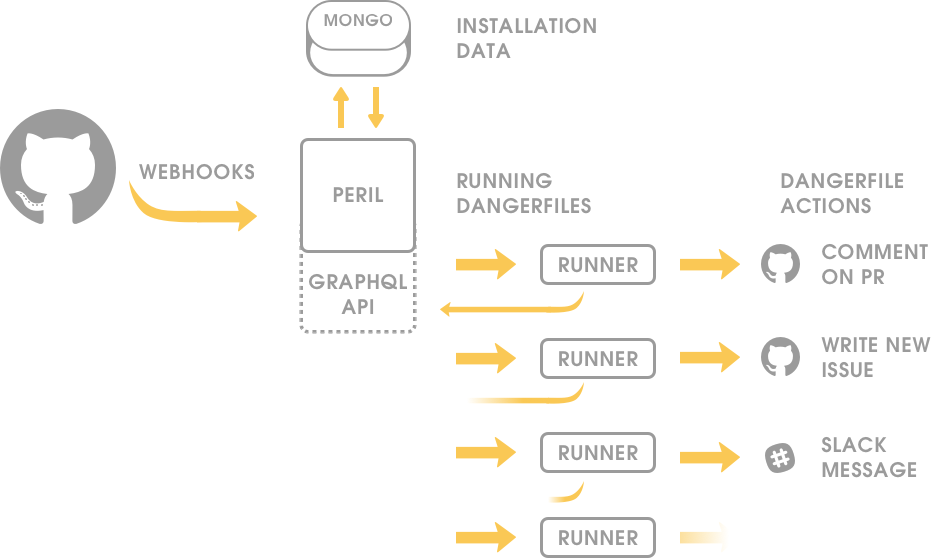 MONGO
INSTALLATION
DATA
WEBHOOKS
PERIL
GRAPHQL
API
RUNNING
DANGERFILES
DANGERFILE
ACTIONS
RUNNER
COMMENT
ON PR
RUNNER
WRITE NEW
ISSUE
RUNNER
SLACK
MESSAGE
RUNNER